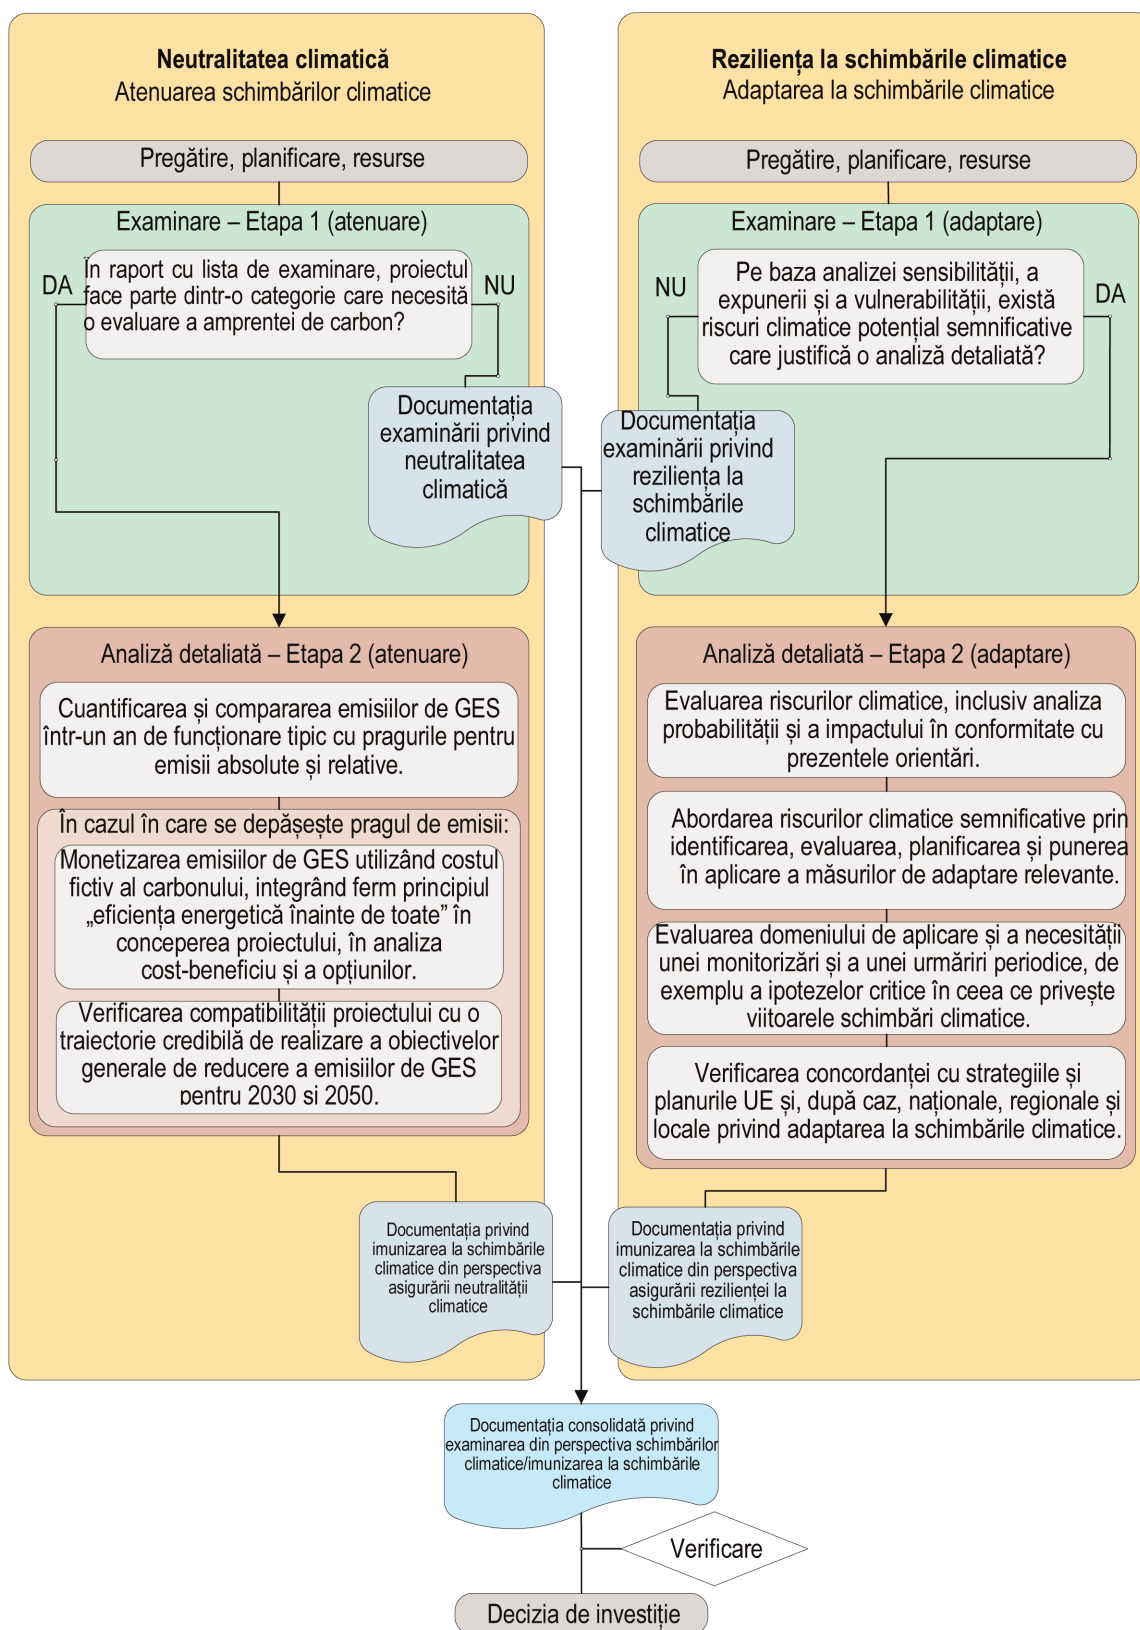 Neutralitatea climatică
Atenuarea schimbărilor climatice
Pregătire, planificare, resurse
Examinare – Etapa 1 (atenuare)
DA
În raport cu lista de examinare, proiectul
face parte dintr-o categorie care necesită
o evaluare a amprentei de carbon?
NU
Documentația
examinării privind
neutralitatea
climatică
Analiză detaliată – Etapa 2 (atenuare)
Cuantificarea și compararea emisiilor de GES
într-un an de funcționare tipic cu pragurile pentru
emisii absolute și relative.
În cazul în care se depășește pragul de emisii:
Monetizarea emisiilor de GES utilizând costul
fictiv al carbonului, integrând ferm principiul
„eficiența energetică înainte de toate” în
conceperea proiectului, în analiza
cost-beneficiu și a opțiunilor.
Verificarea compatibilității proiectului cu o
traiectorie credibilă de realizare a obiectivelor
generale de reducere a emisiilor de GES
pentru 2030 si 2050.
Documentația privind
imunizarea la schimbările
climatice din perspectiva
asigurării neutralității
climatice
Reziliența la schimbările climatice
Adaptarea la schimbările climatice
Pregătire, planificare, resurse
Examinare – Etapa 1 (adaptare)
NU
Pe baza analizei sensibilității, a
expunerii și a vulnerabilității, există
riscuri climatice potențial semnificative
care justifică o analiză detaliată?
DA
Documentația
examinării privind
reziliența la
schimbările
climatice
Analiză detaliată – Etapa 2 (adaptare)
Evaluarea riscurilor climatice, inclusiv analiza
probabilității și a impactului în conformitate cu
prezentele orientări.
Abordarea riscurilor climatice semnificative prin
identificarea, evaluarea, planificarea și punerea
în aplicare a măsurilor de adaptare relevante.
Evaluarea domeniului de aplicare și a necesității
unei monitorizări și a unei urmăriri periodice, de
exemplu a ipotezelor critice în ceea ce privește
viitoarele schimbări climatice.
Verificarea concordanței cu strategiile și
planurile UE și, după caz, naționale, regionale și
locale privind adaptarea la schimbările climatice.
Documentația privind
imunizarea la schimbările
climatice din perspectiva
asigurării rezilienței la
schimbările climatice
Documentația consolidată privind
examinarea din perspectiva schimbărilor
climatice/imunizarea la schimbările
climatice
Verificare
Decizia de investiție